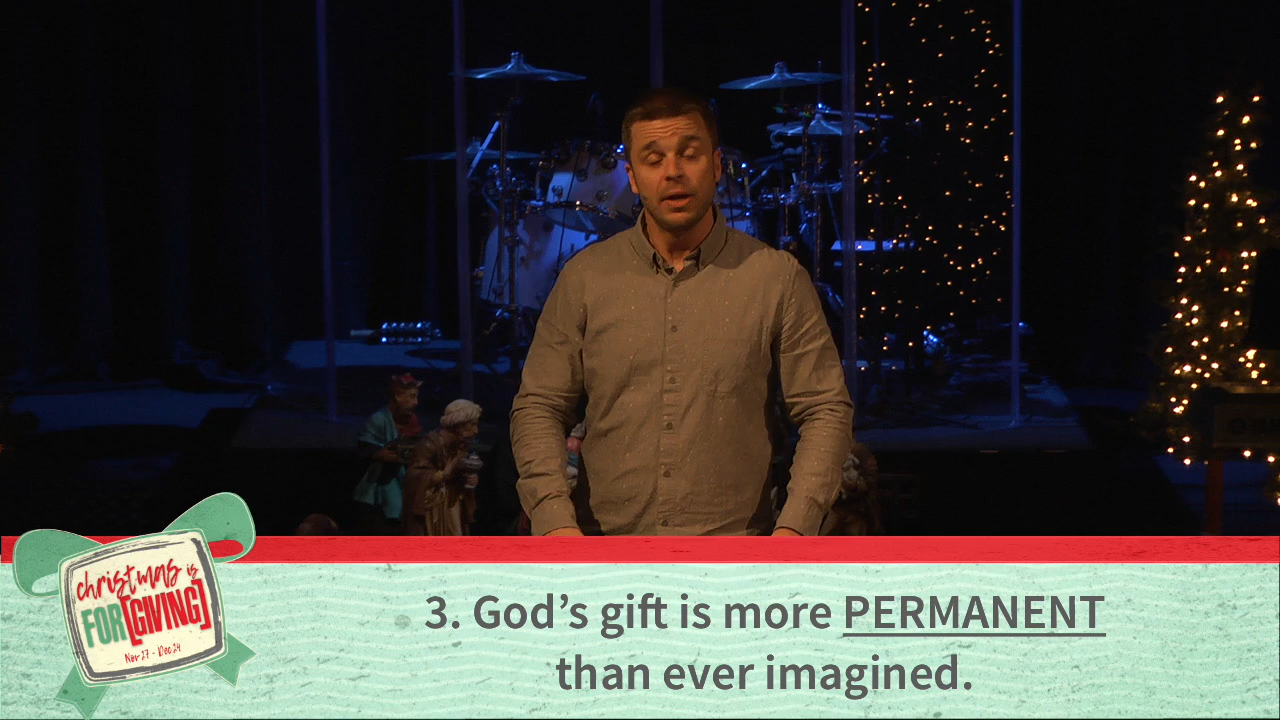 3. God’s gift is more PERMANENT
than ever imagined.
christmas is
FOR[GIVING]
Nov 27 - Dec 24